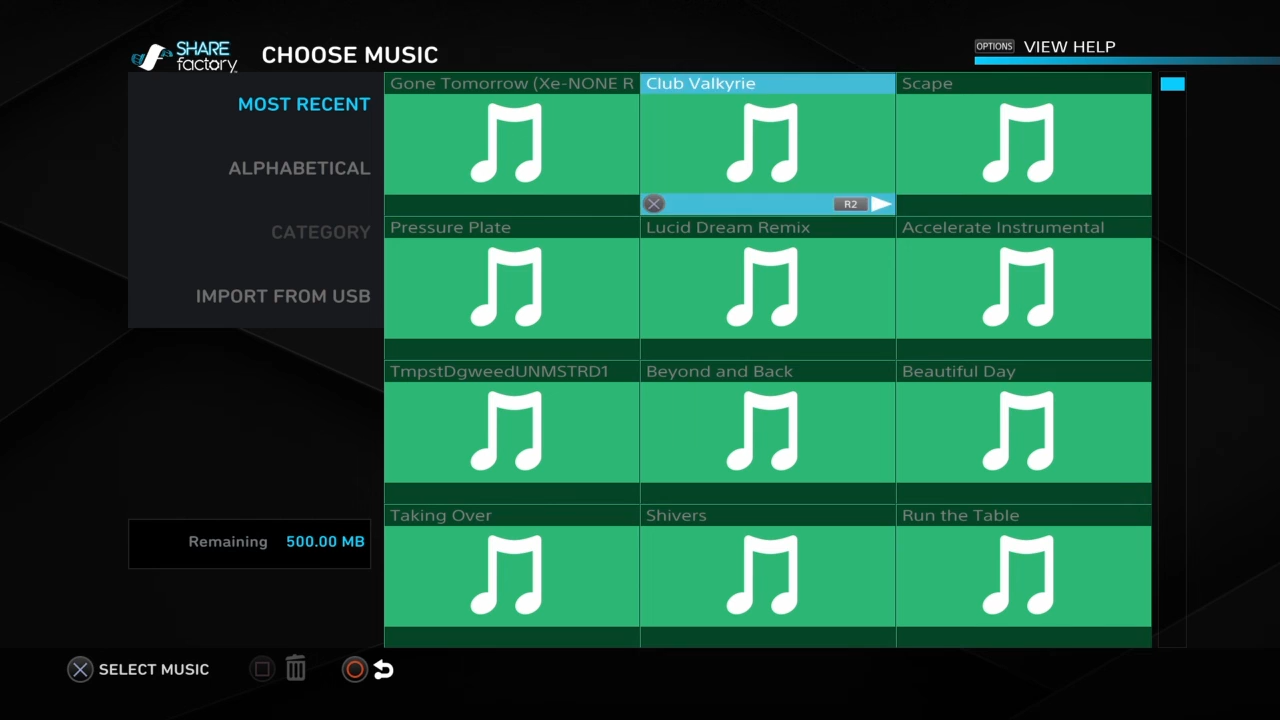 SHARE
factory™
CHOOSE MUSIC
OPTIONS VIEW HELP
MOST RECENT
ALPHABETICAL
CATEGORY
IMPORT FROM USB
Remaining 500.00 MB
Gone Tomorrow (Xe-NONE R
Club Valkyrie
Scape
R2
Pressure Plate
Lucid Dream Remix
Accelerate Instrumental
TmpstDgweedUNMSTRD1
Beyond and Back
Beautiful Day
Taking Over
Shivers
Run the Table
SELECT MUSIC